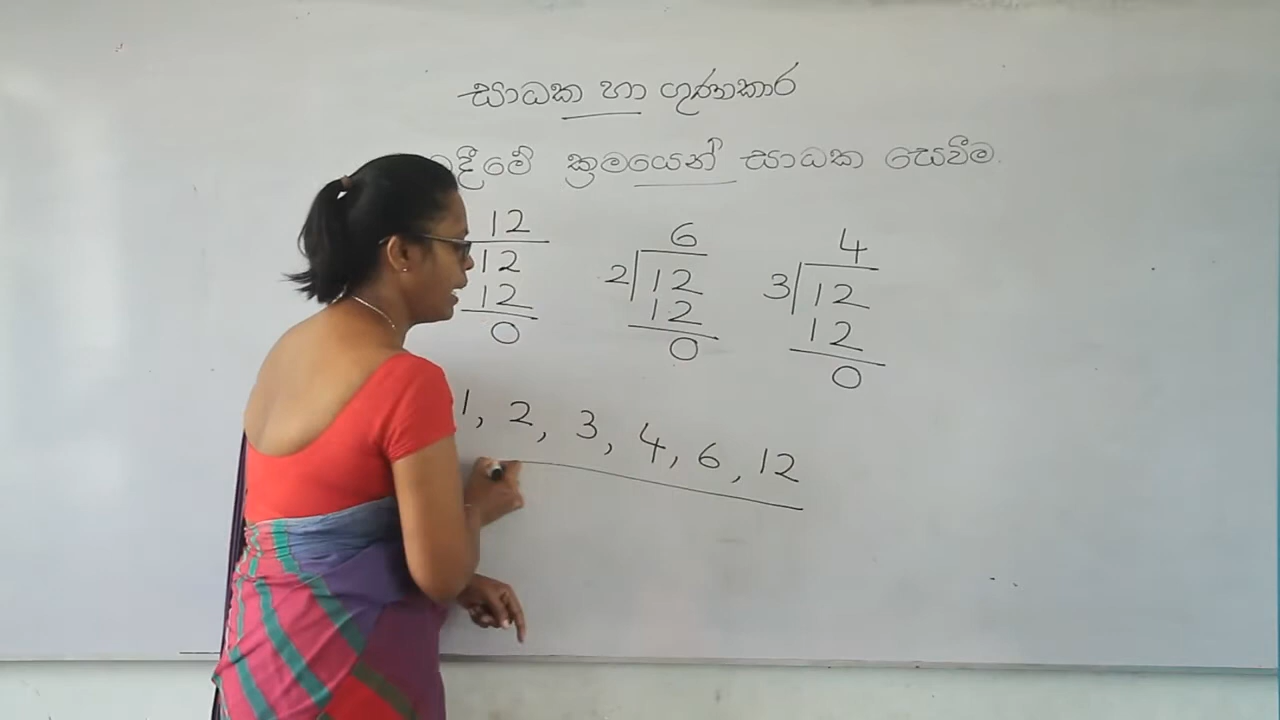 සාධක හා ගුණාකාර
ක්‍රමයෙන් සාධක සෙවීම.
12 6 4
12 2 12 3 12
12 12 12
0 0 0
1, 2, 3, 4, 6, 12